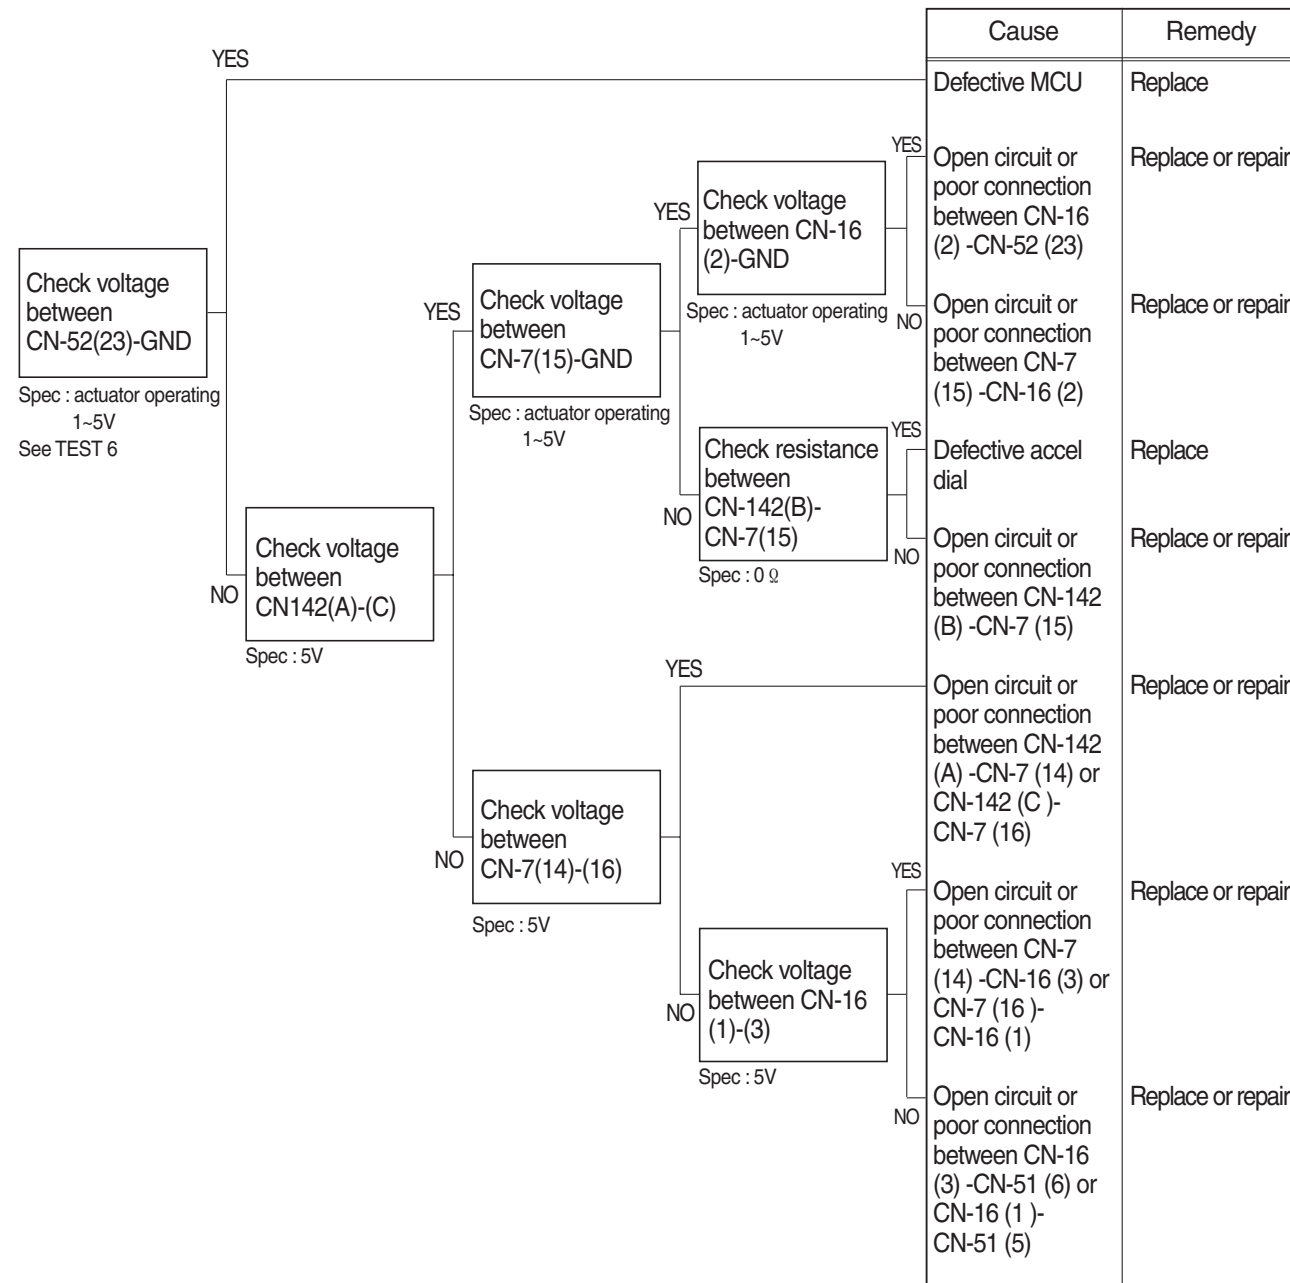 Cause
Remedy
YES
Defective MCU
Replace
Check voltage
between
CN-52(23)-GND
Spec : actuator operating
1~5V
See TEST 6
NO
Check voltage
between
CN142(A)-(C)
Spec : 5V
YES
Check voltage
between
CN-7(15)-GND
Spec : actuator operating
1~5V
YES
Check voltage
between CN-16
(2)-GND
Spec : actuator operating
1~5V
YES
Open circuit or
poor connection
between CN-16
(2) -CN-52 (23)
Replace or repair
NO
Open circuit or
poor connection
between CN-7
(15) -CN-16 (2)
Replace or repair
NO
Check resistance
between
CN-142(B)-
CN-7(15)
Spec : 0 Ω
YES
Defective accel
dial
Replace
NO
Open circuit or
poor connection
between CN-142
(B) -CN-7 (15)
Replace or repair
NO
Check voltage
between
CN-7(14)-(16)
Spec : 5V
YES
Open circuit or
poor connection
between CN-142
(A) -CN-7 (14) or
CN-142 (C )-
CN-7 (16)
Replace or repair
NO
Check voltage
between CN-16
(1)-(3)
Spec : 5V
YES
Open circuit or
poor connection
between CN-7
(14) -CN-16 (3) or
CN-7 (16 )-
CN-16 (1)
Replace or repair
NO
Open circuit or
poor connection
between CN-16
(3) -CN-51 (6) or
CN-16 (1 )-
CN-51 (5)
Replace or repair